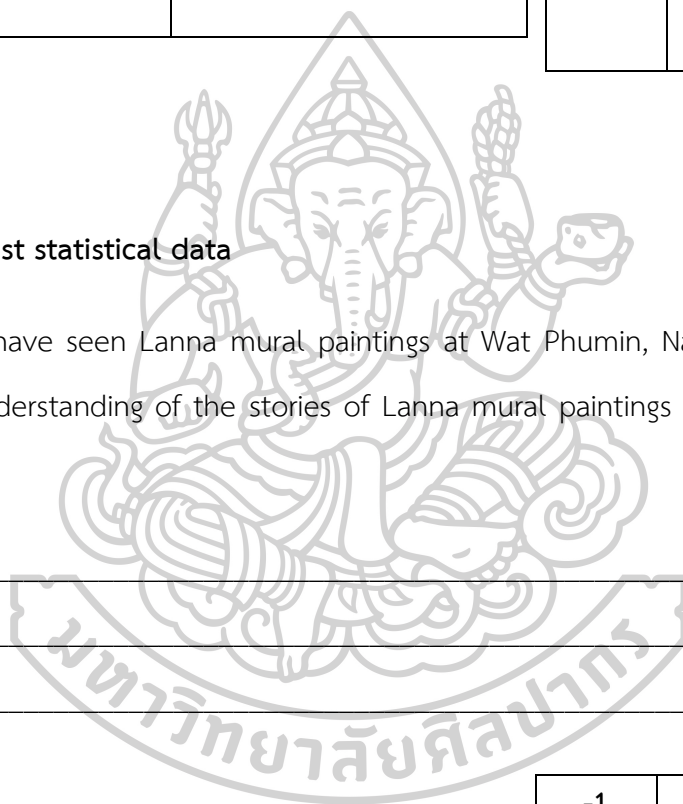 st statistical data
have seen Lanna mural paintings at Wat Phumin, Na
derstanding of the stories of Lanna mural paintings
มหาวิทยาลัยศิลปากร
-1